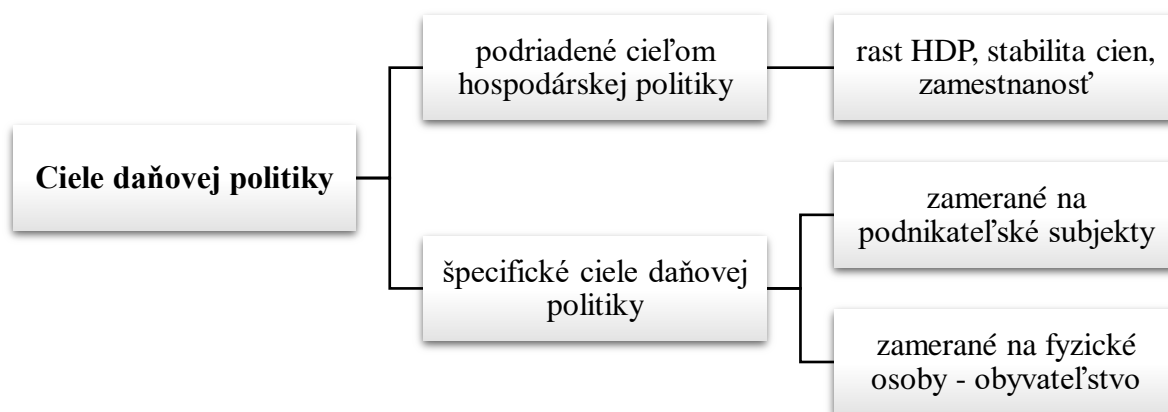 Ciele daňovej politiky
podriadené cieľom
hospodárskej politiky
rast HDP, stabilita cien,
zamestnanosť
špecifické ciele daňovej
politiky
zamerané na
podnikateľské subjekty
zamerané na fyzické
osoby - obyvateľstvo